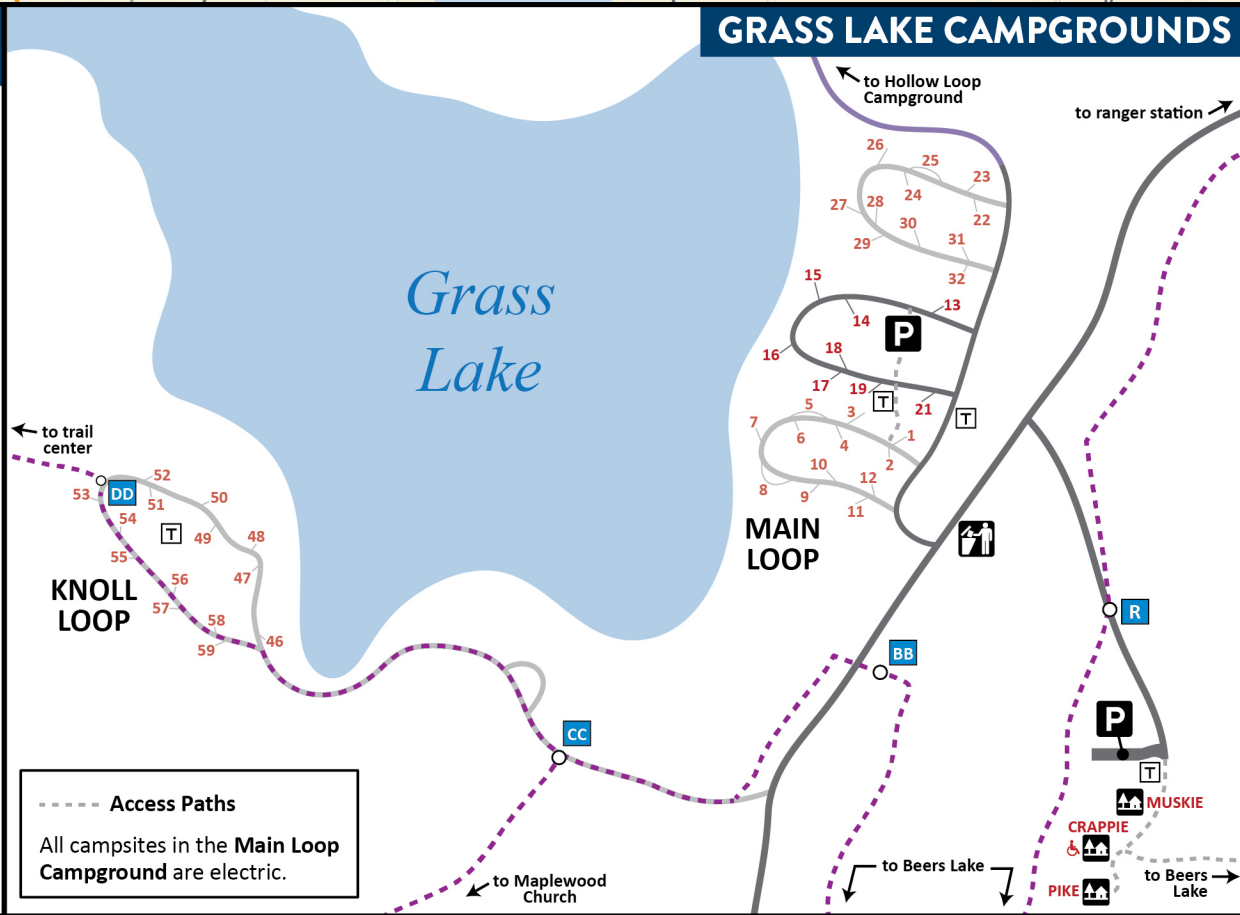 GRASS LAKE CAMPGROUNDS
to Hollow Loop
Campground
to ranger station
26
25
23
24
22
28
27
30
29
31
32
15
13
14
P
16
18
17
19
T
21
T
5
3
7
6
4
1
2
10
12
8
9
11
MAIN
LOOP
Grass
Lake
to trail
center
53
DD
52
51
50
54
T
49
48
55
47
56
57
58
59
46
KNOLL
LOOP
R
BB
CC
P
T
MUSKIE
CRAPPIE
PIKE
to Beers
Lake
to Beers Lake
to Maplewood
Church
Access Paths
All campsites in the Main Loop
Campground are electric.